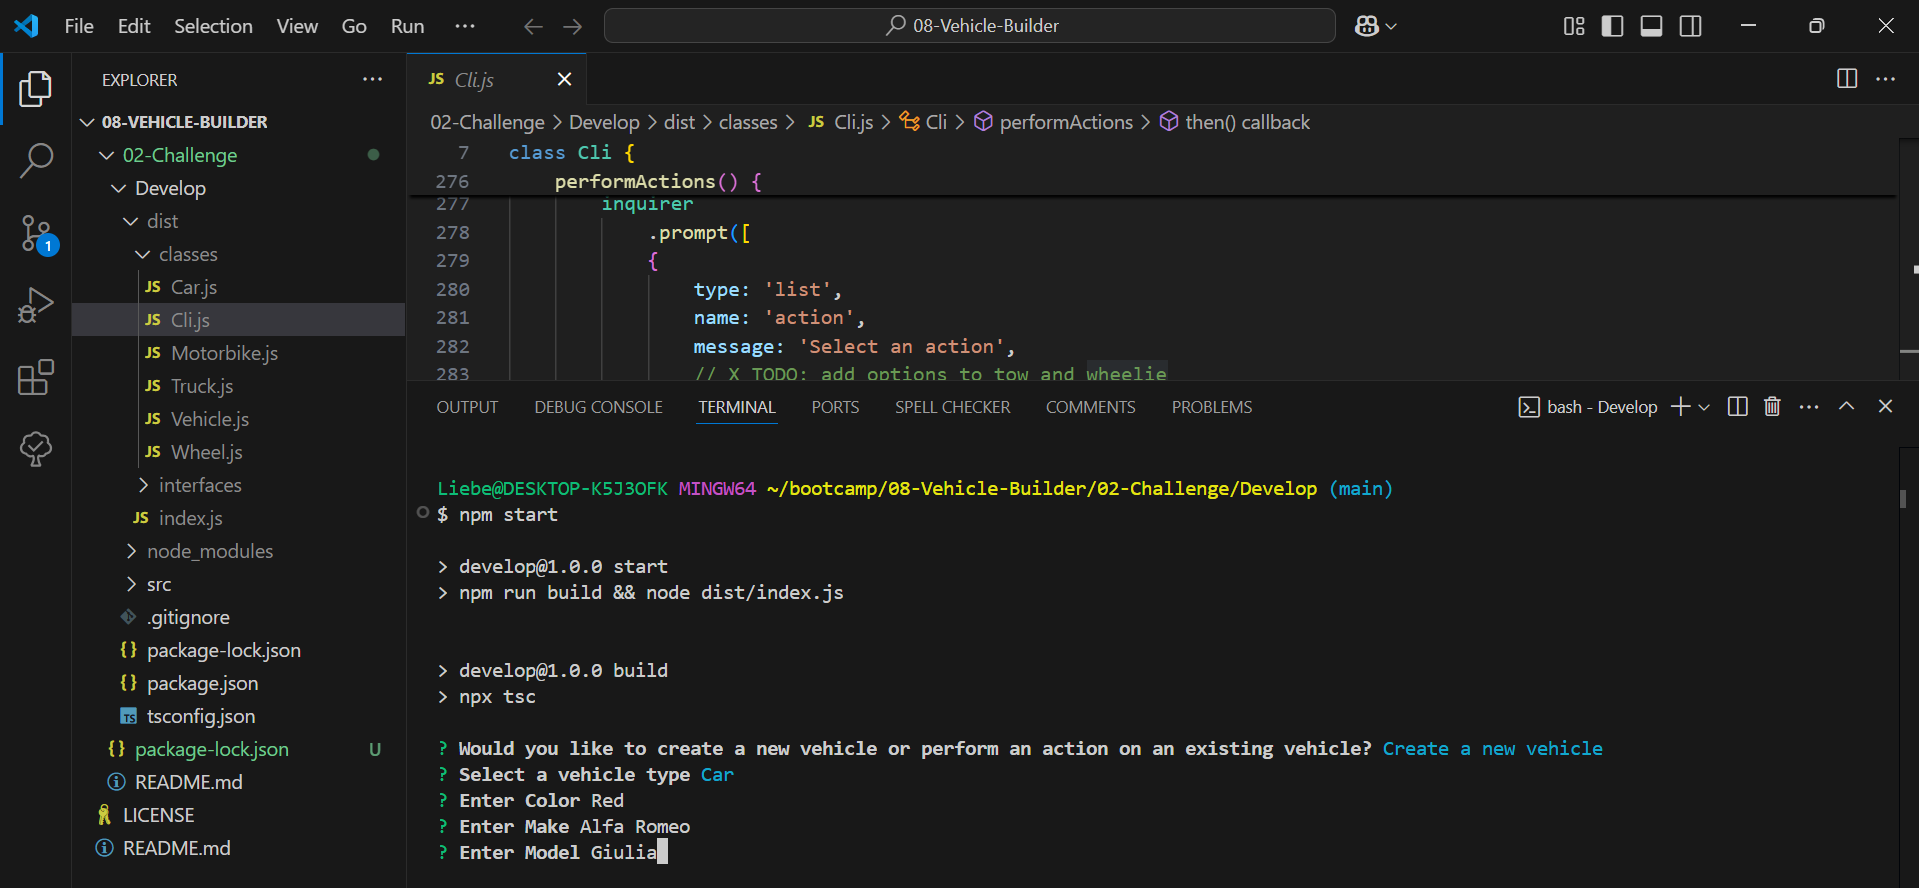 File Edit Selection View Go Run ··· 08-Vehicle-Builder
EXPLORER ···
08-VEHICLE-BUILDER
02-Challenge
Develop
dist
classes
JS Car.js
JS Cli.js
JS Motorbike.js
JS Truck.js
JS Vehicle.js
JS Wheel.js
interfaces
JS index.js
node_modules
src
.gitignore
{} package-lock.json
{} package.json
TS tsconfig.json
{} package-lock.json U
README.md
LICENSE
README.md
1
JS Cli.js
02-Challenge > Develop > dist > classes > JS Cli.js > Cli > performActions > then() callback
7 class Cli {
276 performActions() {
277 inquirer
278 .prompt([
279 {
280 type: 'list',
281 name: 'action',
282 message: 'Select an action',
283 // X TODO: add options to tow and wheelie
OUTPUT DEBUG CONSOLE TERMINAL PORTS SPELL CHECKER COMMENTS PROBLEMS bash - Develop
Liebe@DESKTOP-K5J3OFK MINGW64 ~/bootcamp/08-Vehicle-Builder/02-Challenge/Develop (main)
$ npm start
> develop@1.0.0 start
> npm run build && node dist/index.js
> develop@1.0.0 build
> npx tsc
? Would you like to create a new vehicle or perform an action on an existing vehicle? Create a new vehicle
? Select a vehicle type Car
? Enter Color Red
? Enter Make Alfa Romeo
? Enter Model Giulia